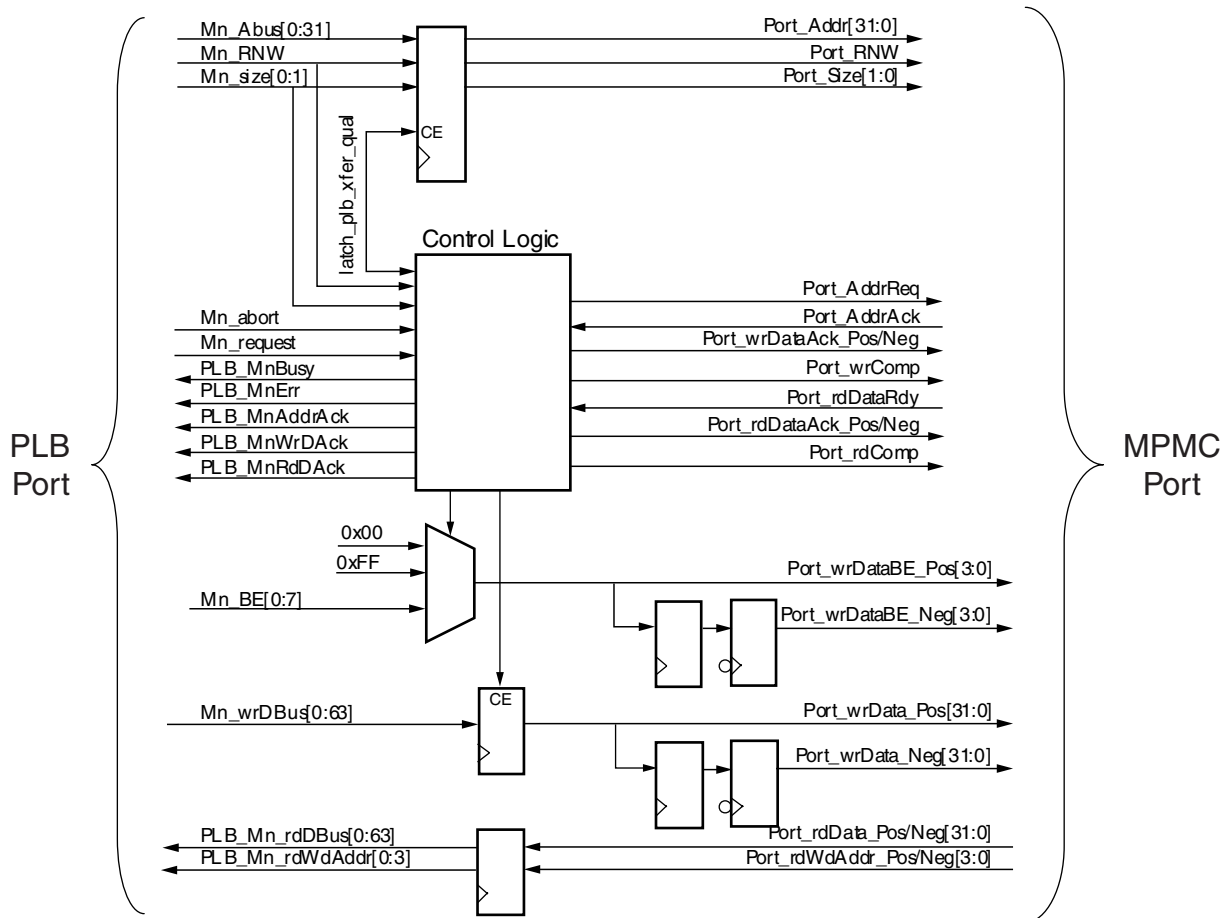 Mn_Abus[0:31]
Mn_RNW
Mn_size[0:1]
CE
Port_Addr[31:0]
Port_RNW
Port_Size[1:0]
latch_plb_xfer_qual
Control Logic
Mn_abort
Mn_request
PLB_MnBusy
PLB_MnErr
PLB_MnAddrAck
PLB_MnWrDAck
PLB_MnRdDAck
Port_AddrReq
Port_AddrAck
Port_wrDataAck_Pos/Neg
Port_wrComp
Port_rdDataRdy
Port_rdDataAck_Pos/Neg
Port_rdComp
PLB
Port
MPMC
Port
0x00
0xFF
Mn_BE[0:7]
Port_wrDataBE_Pos[3:0]
Port_wrDataBE_Neg[3:0]
Mn_wrDBus[0:63]
CE
Port_wrData_Pos[31:0]
Port_wrData_Neg[31:0]
PLB_Mn_rdDBus[0:63]
PLB_Mn_rdWdAddr[0:3]
Port_rdData_Pos/Neg[31:0]
Port_rdWdAddr_Pos/Neg[3:0]